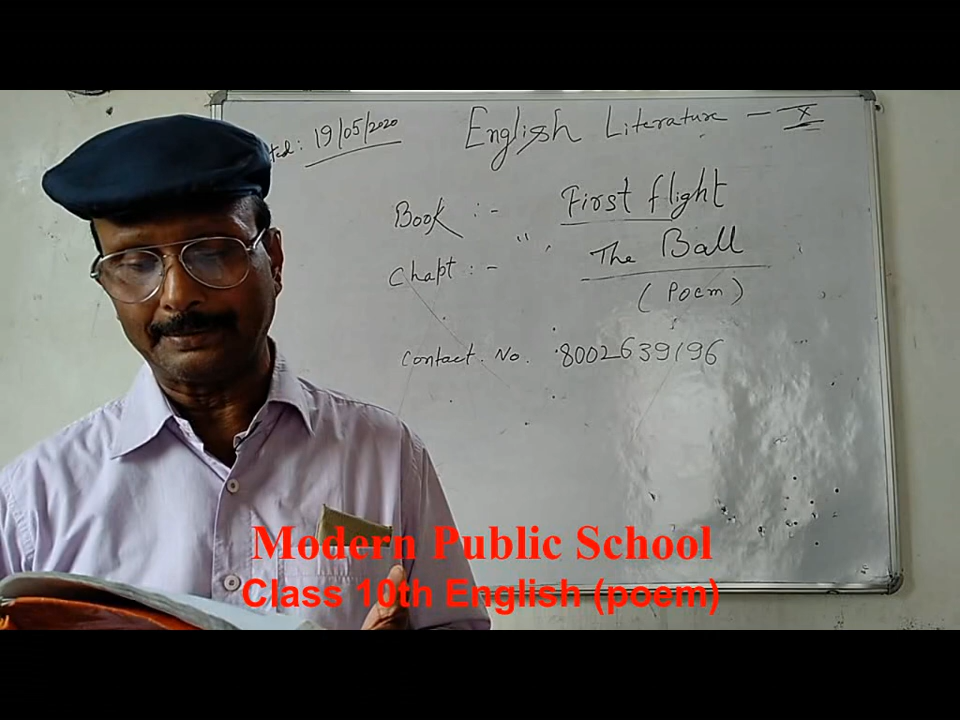 ted: 19/05/2020
English Literature - X
Book :- First flight
" .
Chapt :- The Ball
(Poem)
Contact. No. 8002639196
Modern Public School
Class 10th English (poem)